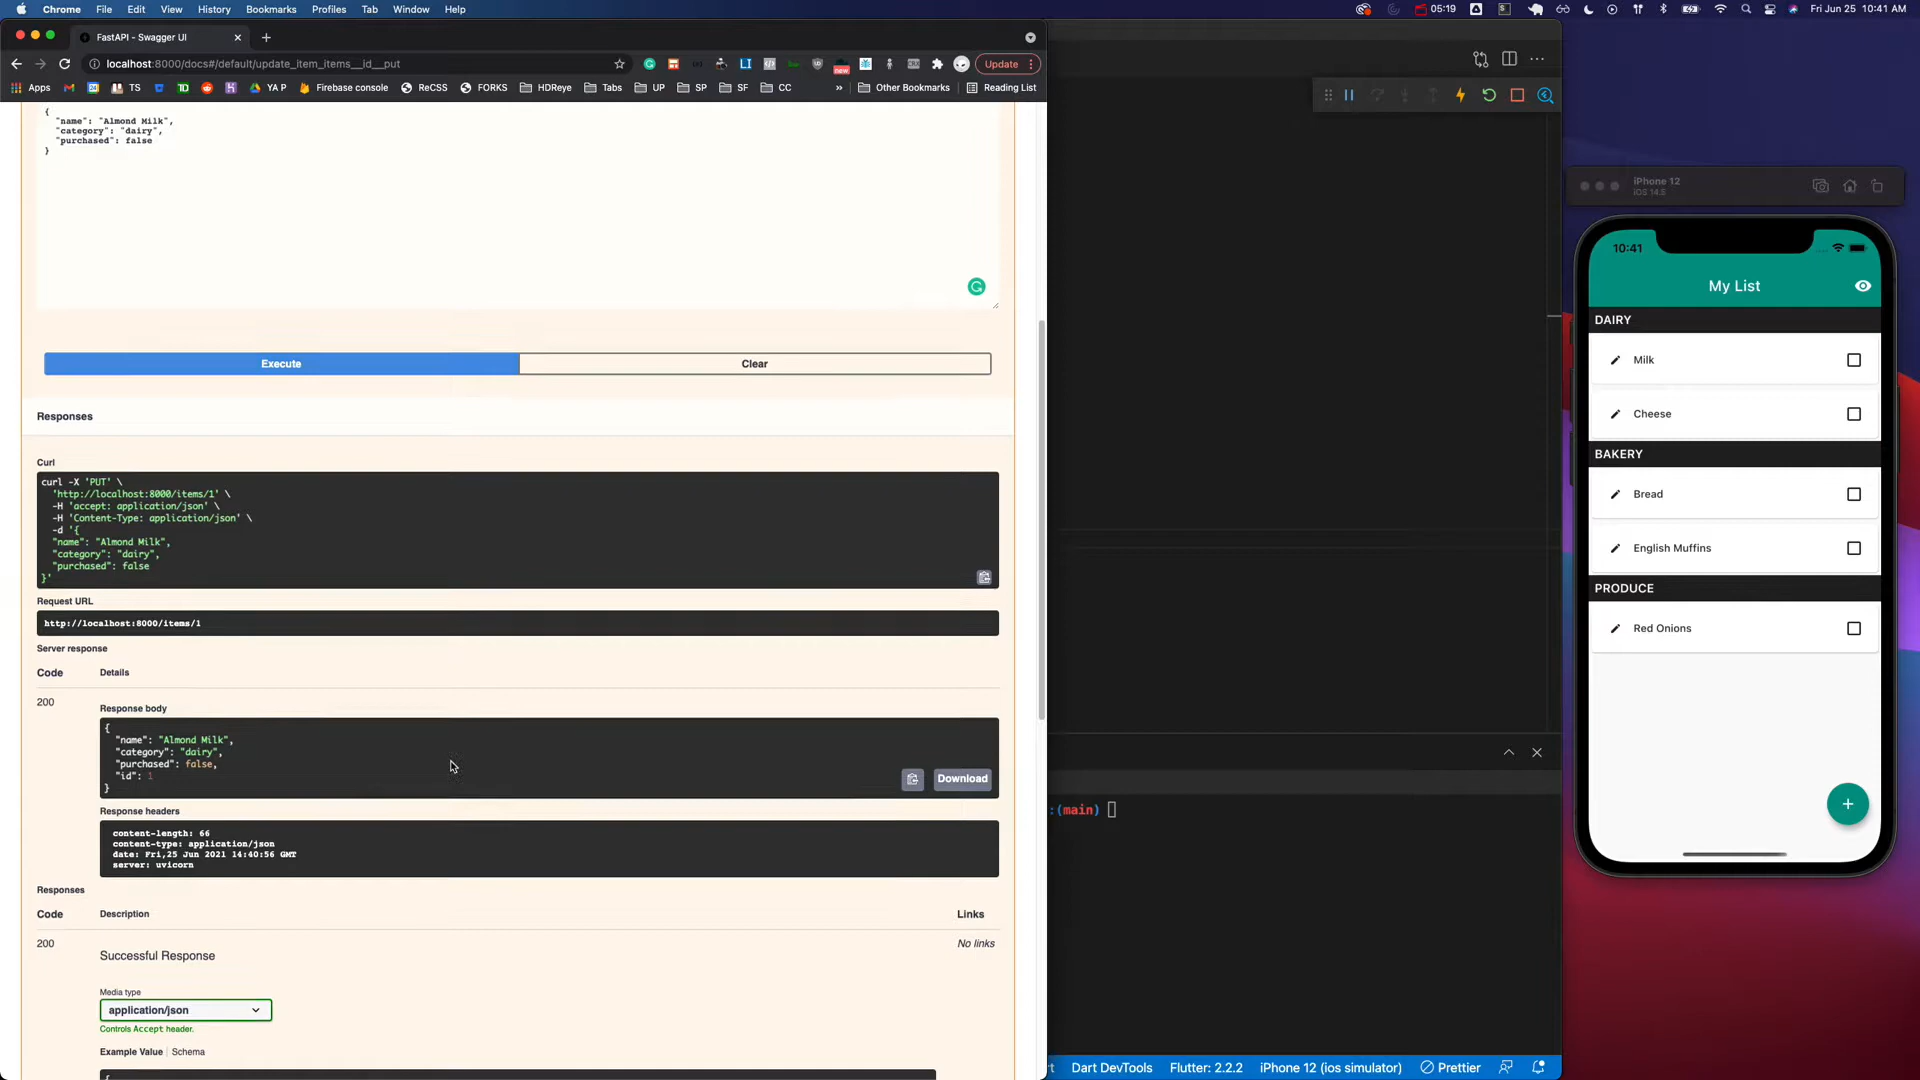 Chrome File Edit View History Bookmarks Profiles Tab Window Help
05:19
Fri Jun 25 10:41 AM
FastAPI - Swagger UI
localhost:8000/docs#/default/update_item_items__id__put
new
Update
Apps
TS
TD
YA P
Firebase console
ReCSS
FORKS
HDReye
Tabs
UP
SP
SF
CC
»
Other Bookmarks
Reading List
{
"name": "Almond Milk",
"category": "dairy",
"purchased": false
}
Execute
Clear
Responses
Curl
curl -X 'PUT' \
'http://localhost:8000/items/1' \
-H 'accept: application/json' \
-H 'Content-Type: application/json' \
-d '{
"name": "Almond Milk",
"category": "dairy",
"purchased": false
}'
Request URL
http://localhost:8000/items/1
Server response
Code Details
200
Response body
{
"name": "Almond Milk",
"category": "dairy",
"purchased": false,
"id": 1
}
Download
Response headers
content-length: 66
content-type: application/json
date: Fri,25 Jun 2021 14:40:56 GMT
server: uvicorn
Responses
Code Description Links
200
Successful Response
No links
Media type
application/json
Controls Accept header.
Example Value Schema
{
:(main)
Dart DevTools
Flutter: 2.2.2
iPhone 12 (ios simulator)
Prettier
iPhone 12
iOS 14.5
10:41
My List
DAIRY
Milk
Cheese
BAKERY
Bread
English Muffins
PRODUCE
Red Onions
+